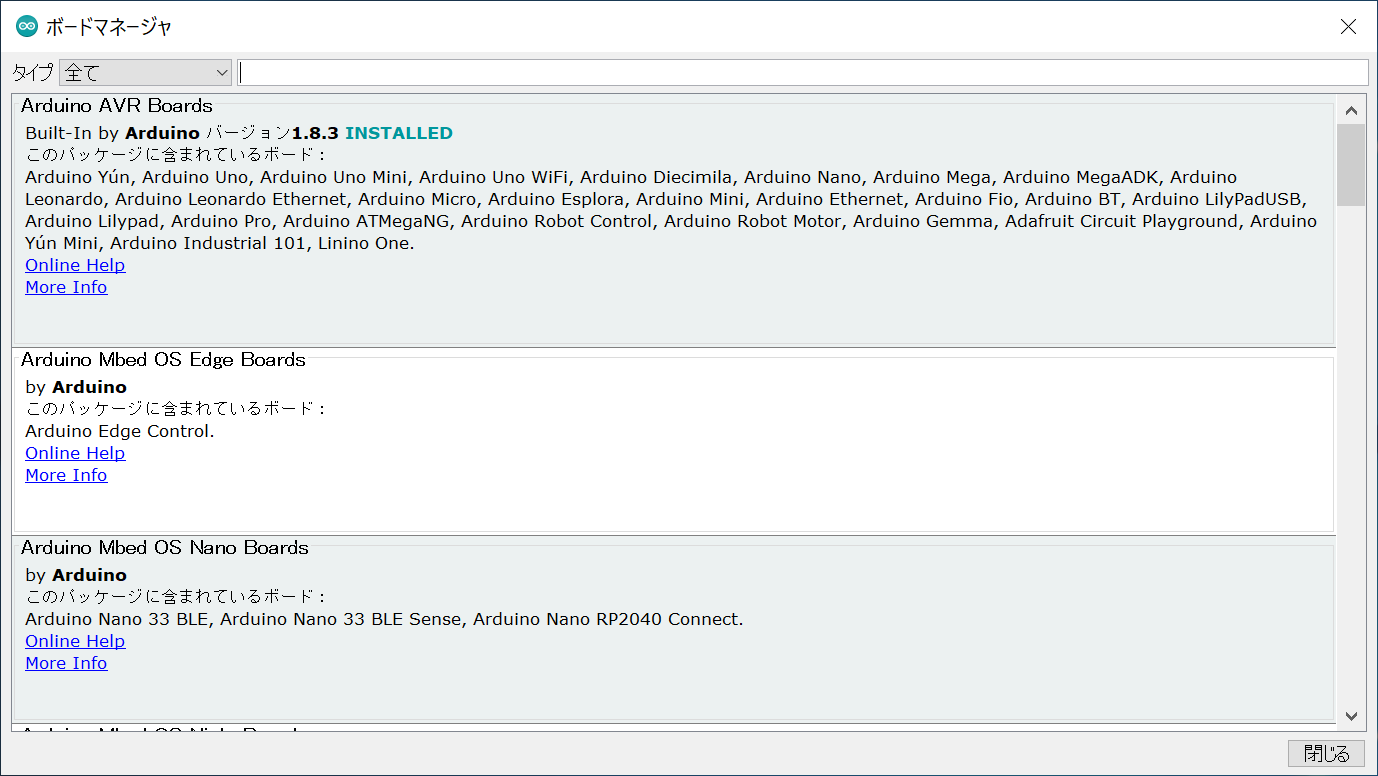 ボードマネージャ
タイプ 全て
Arduino AVR Boards
Built-In by Arduino バージョン1.8.3 INSTALLED
このパッケージに含まれているボード：
Arduino Yún, Arduino Uno, Arduino Uno Mini, Arduino Uno WiFi, Arduino Diecimila, Arduino Nano, Arduino Mega, Arduino MegaADK, Arduino
Leonardo, Arduino Leonardo Ethernet, Arduino Micro, Arduino Esplora, Arduino Mini, Arduino Ethernet, Arduino Fio, Arduino BT, Arduino LilyPadUSB,
Arduino Lilypad, Arduino Pro, Arduino ATMegaNG, Arduino Robot Control, Arduino Robot Motor, Arduino Gemma, Adafruit Circuit Playground, Arduino
Yún Mini, Arduino Industrial 101, Linino One.
Online Help
More Info
Arduino Mbed OS Edge Boards
by Arduino
このパッケージに含まれているボード：
Arduino Edge Control.
Online Help
More Info
Arduino Mbed OS Nano Boards
by Arduino
このパッケージに含まれているボード：
Arduino Nano 33 BLE, Arduino Nano 33 BLE Sense, Arduino Nano RP2040 Connect.
Online Help
More Info
閉じる